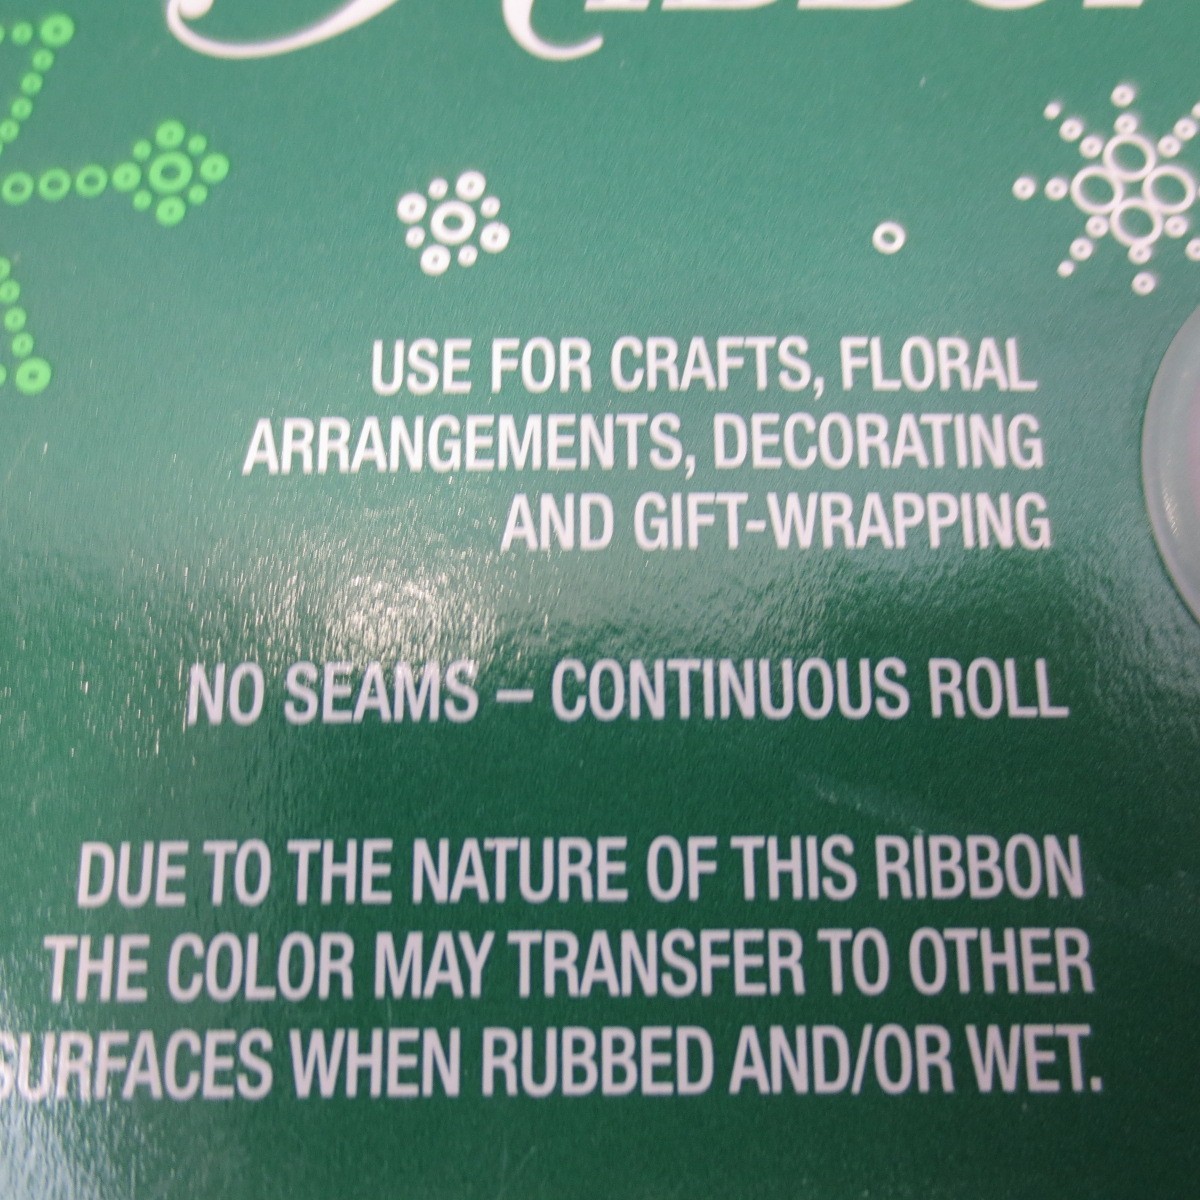 USE FOR CRAFTS, FLORAL
ARRANGEMENTS, DECORATING
AND GIFT-WRAPPING
NO SEAMS – CONTINUOUS ROLL
DUE TO THE NATURE OF THIS RIBBON
THE COLOR MAY TRANSFER TO OTHER
SURFACES WHEN RUBBED AND/OR WET.